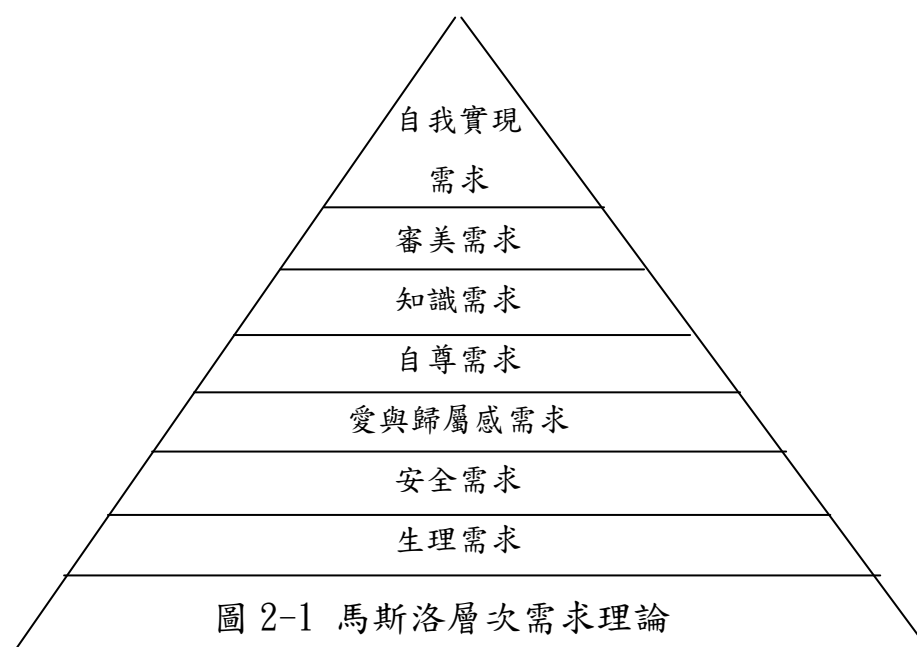 自我實現
需求
審美需求
知識需求
自尊需求
愛與歸屬感需求
安全需求
生理需求
圖 2-1 馬斯洛層次需求理論